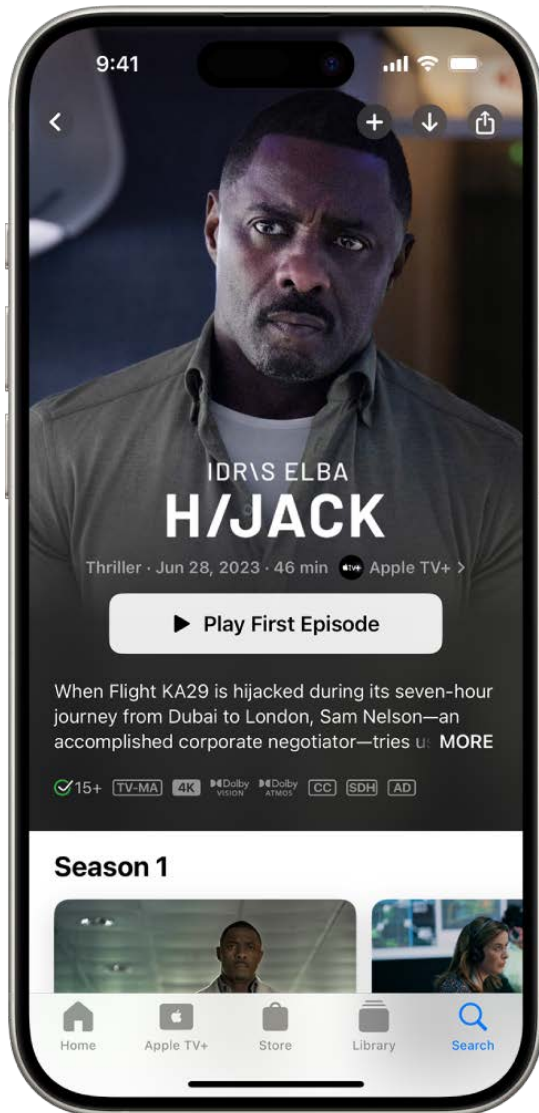 9:41
IDR\S ELBA
H/JACK
Thriller · Jun 28, 2023 · 46 min tv+ Apple TV+ >
Play First Episode
When Flight KA29 is hijacked during its seven-hour
journey from Dubai to London, Sam Nelson—an
accomplished corporate negotiator—tries u MORE
15+ TV-MA 4K Dolby VISION Dolby ATMOS CC SDH AD
Season 1
Home Apple TV+ Store Library Search